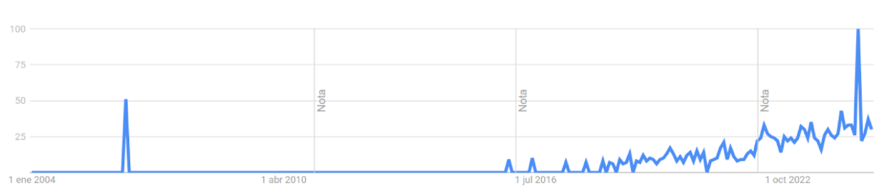 100
75
50
25
Nota
Nota
Nota
1 ene 2004
1 abr 2010
1 jul 2016
1 oct 2022